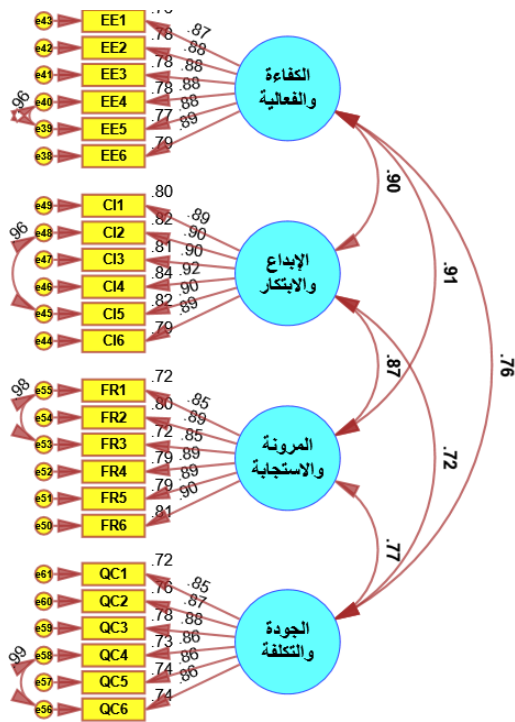 e43 EE1 .87
e42 EE2 .78 .88
e41 EE3 .78 .88
e40 EE4 .78 .88
e39 EE5 .77 .88
e38 EE6 .79 .89
.96
الكفاءة
والفعالية
.90
e49 CI1 .80 .89
e48 CI2 .82 .90
e47 CI3 .81 .90
e46 CI4 .84 .92
e45 CI5 .82 .90
e44 CI6 .79 .89
.96
الإبداع
والابتكار
.91
.76
.87
.72
e55 FR1 .72 .85
e54 FR2 .80 .89
e53 FR3 .72 .85
e52 FR4 .79 .89
e51 FR5 .79 .89
e50 FR6 .81 .90
.98
المرونة
والاستجابة
.77
e61 QC1 .72 .85
e60 QC2 .76 .87
e59 QC3 .78 .88
e58 QC4 .73 .86
e57 QC5 .74 .86
e56 QC6 .74 .86
.99
الجودة
والتكلفة